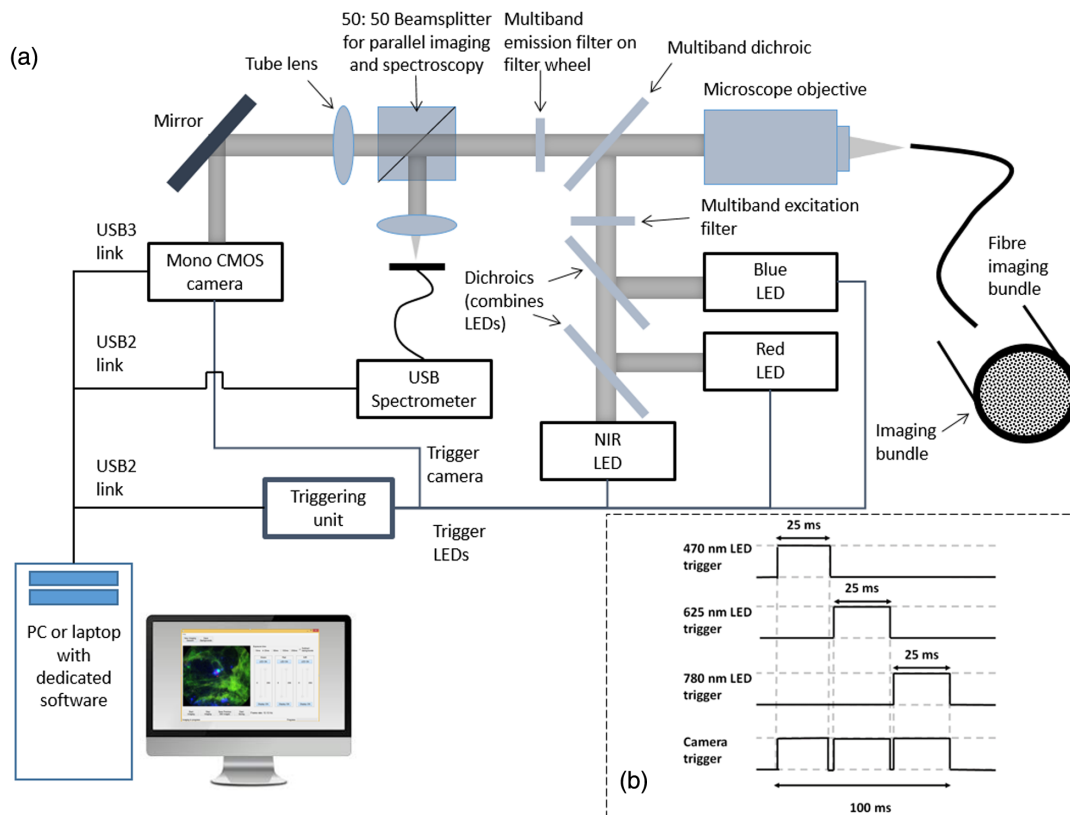 (a)
50: 50 Beamsplitter
for parallel imaging
and spectroscopy
Multiband
emission filter on
filter wheel
Multiband dichroic
Tube lens
Microscope objective
Mirror
Multiband excitation
filter
USB3
link
Mono CMOS
camera
Dichroics
(combines
LEDs)
Blue
LED
Fibre
imaging
bundle
USB2
link
Red
LED
USB
Spectrometer
NIR
LED
Imaging
bundle
Trigger
camera
USB2
link
Triggering
unit
Trigger
LEDs
PC or laptop
with
dedicated
software
25 ms
470 nm LED
trigger
25 ms
625 nm LED
trigger
25 ms
780 nm LED
trigger
Camera
trigger
(b)
100 ms